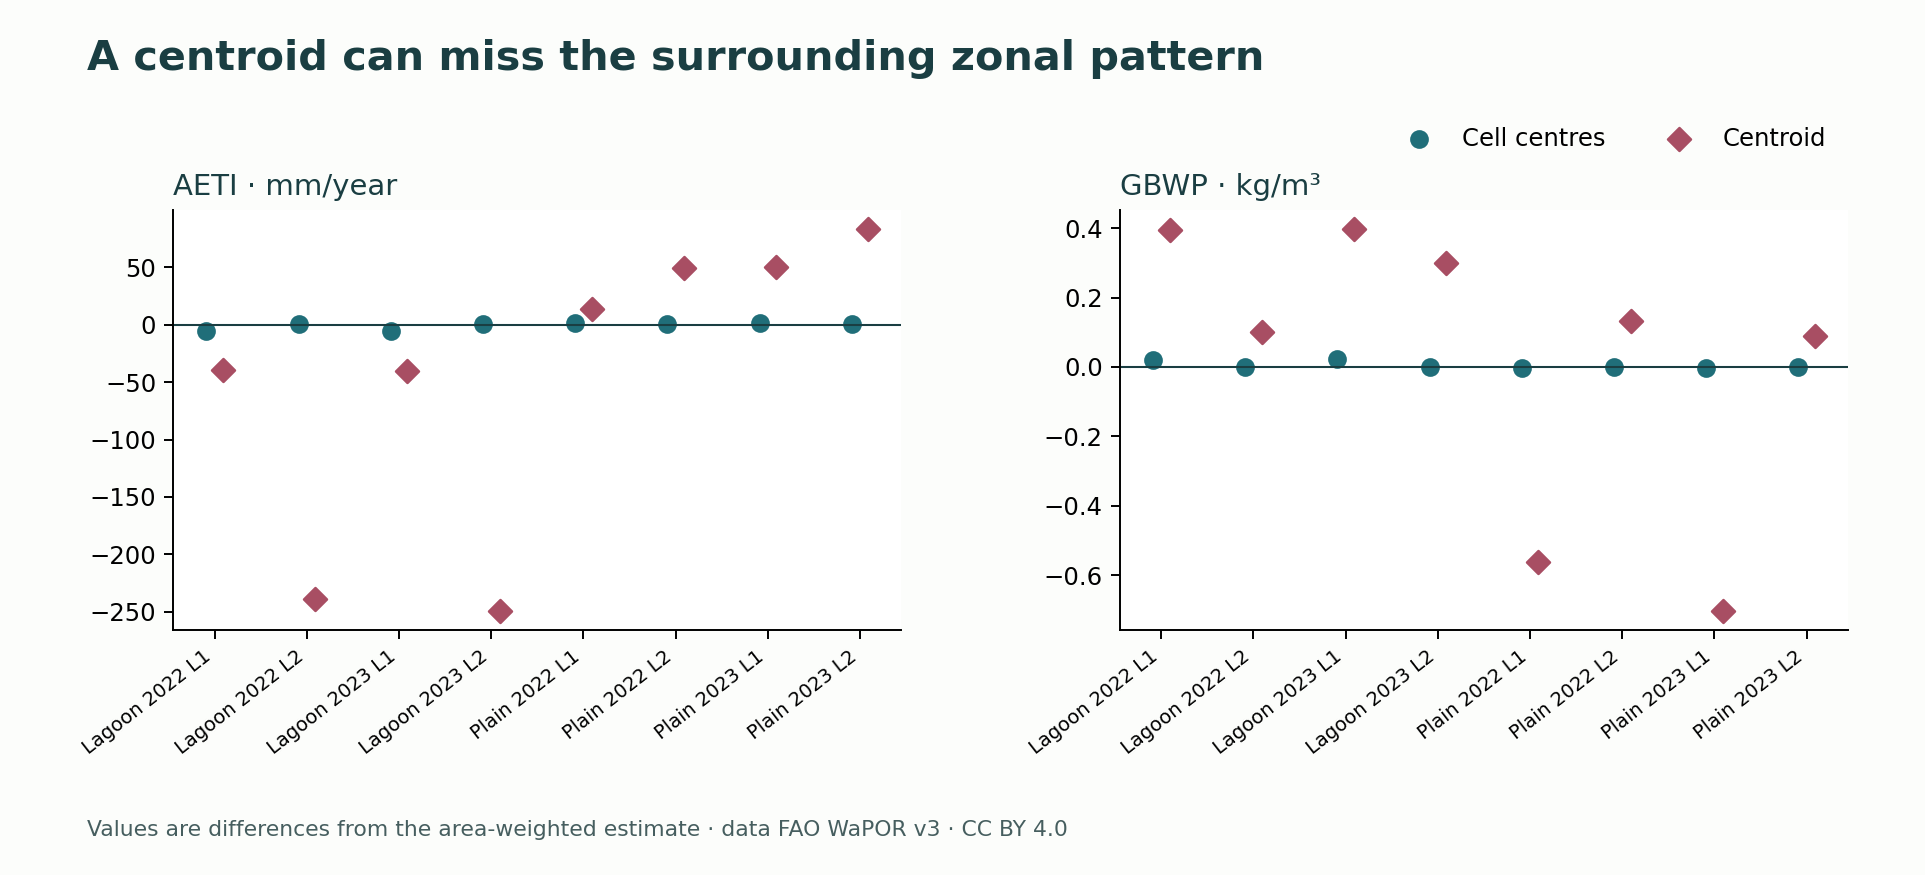 A centroid can miss the surrounding zonal pattern
Cell centres
Centroid
AETI · mm/year
50
0
−50
−100
−150
−200
−250
Lagoon 2022 L1
Lagoon 2022 L2
Lagoon 2023 L1
Lagoon 2023 L2
Plain 2022 L1
Plain 2022 L2
Plain 2023 L1
Plain 2023 L2
GBWP · kg/m³
0.4
0.2
0.0
−0.2
−0.4
−0.6
Lagoon 2022 L1
Lagoon 2022 L2
Lagoon 2023 L1
Lagoon 2023 L2
Plain 2022 L1
Plain 2022 L2
Plain 2023 L1
Plain 2023 L2
Values are differences from the area-weighted estimate · data FAO WaPOR v3 · CC BY 4.0